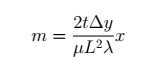 m = \frac{2t\Delta y}{\mu L^2 \lambda} x